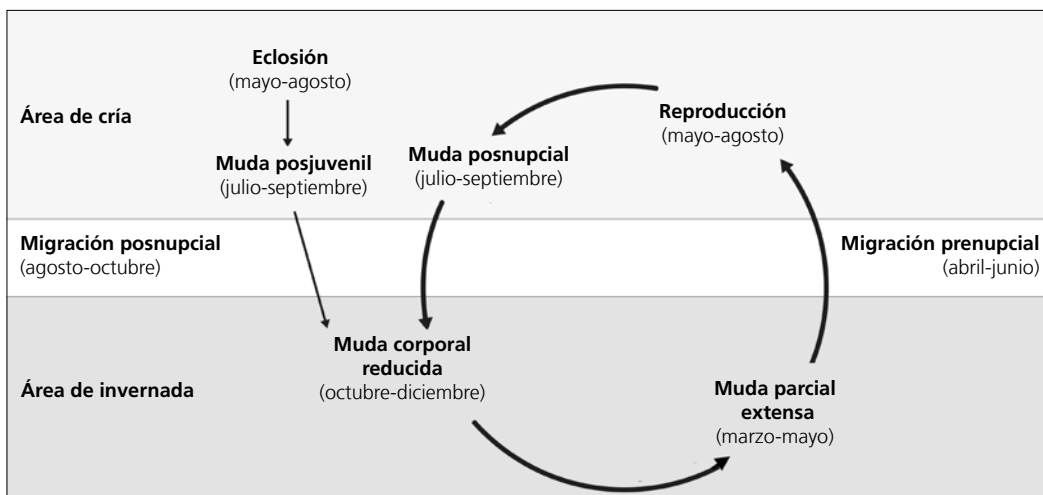 Eclosión
(mayo-agosto)
Área de cría
Reproducción
(mayo-agosto)
Muda posjuvenil
(julio-septiembre)
Muda posnupcial
(julio-septiembre)
Migración posnupcial
(agosto-octubre)
Migración prenupcial
(abril-junio)
Muda corporal
reducida
(octubre-diciembre)
Área de invernada
Muda parcial
extensa
(marzo-mayo)